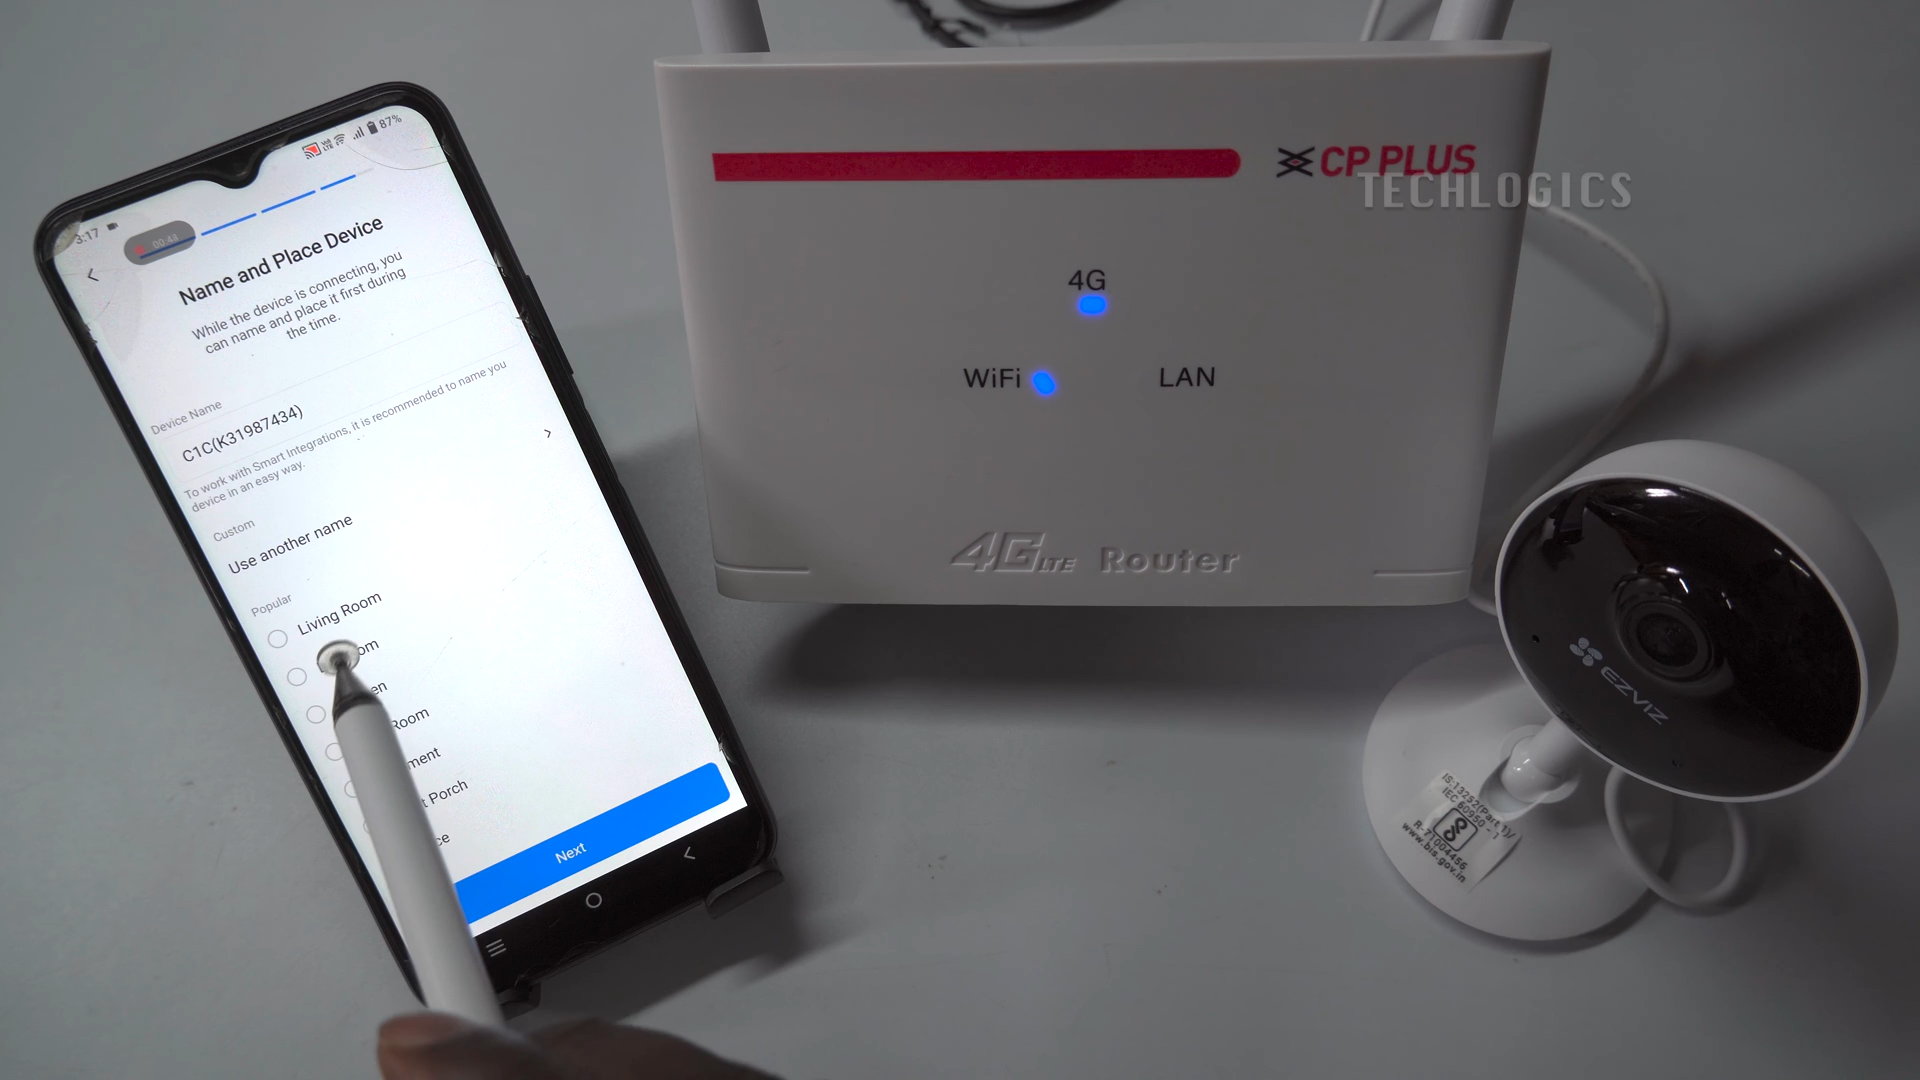 3:17
87%
00:43
Name and Place Device
While the device is connecting, you
can name and place it first during
the time.
Device Name
C1C(K31987434)
To work with Smart Integrations, it is recommended to name you
device in an easy way.
Custom
Use another name
Popular
Living Room
om
en
Room
ment
t Porch
ce
Next
CP PLUS
TECHLOGICS
4G
WiFi
LAN
4G LTE Router
EZVIZ
IS:13252(Part 1)/
IEC 60950 - 1
R-71004456
www.bis.gov.in